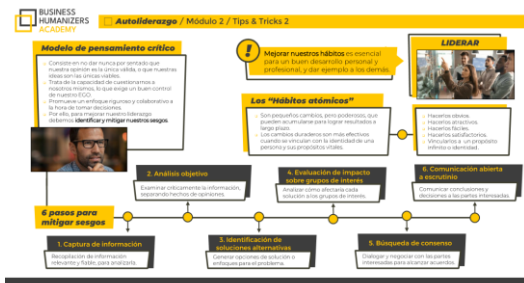 BUSINESS
HUMANIZERS
ACADEMY
Autoliderazgo / Módulo 2 / Tips & Tricks 2
Modelo de pensamiento crítico
Consiste en no dar nunca por sentado que
nuestra opinión es la única válida, o que nuestras
ideas son las únicas viables.
Trata de la capacidad de cuestionarnos a
nosotros mismos, lo que exige un buen control
de nuestro EGO.
Promueve un enfoque riguroso y colaborativo a
la hora de tomar decisiones.
Por ello, para mejorar nuestro liderazgo
debemos identificar y mitigar nuestros sesgos.
!
Mejorar nuestros hábitos es esencial
para un buen desarrollo personal y
profesional, y dar ejemplo a los demás.
LIDERAR
Los “Hábitos atómicos”
Son pequeños cambios, pero poderosos, que
pueden acumularse para lograr resultados a
largo plazo.
Los cambios duraderos son más efectivos
cuando se vinculan con la identidad de una
persona y sus propósitos vitales.
Hacerlos obvios.
Hacerlos atractivos.
Hacerlos fáciles.
Hacerlos satisfactorios.
Vincularlos a un propósito
infinito o identidad.
6 pasos para
mitigar sesgos
1. Captura de información
Recopilación de información
relevante y fiable, para analizarla.
2. Análisis objetivo
Examinar críticamente la información,
separando hechos de opiniones.
3. Identificación de
soluciones alternativas
Generar opciones de solución o
enfoques para el problema.
4. Evaluación de impacto
sobre grupos de interés
Analizar cómo afectaría cada
solución a los grupos de interés.
5. Búsqueda de consenso
Dialogar y negociar con las partes
interesadas para alcanzar acuerdos.
6. Comunicación abierta
a escrutinio
Comunicar conclusiones y
decisiones a las partes interesadas.